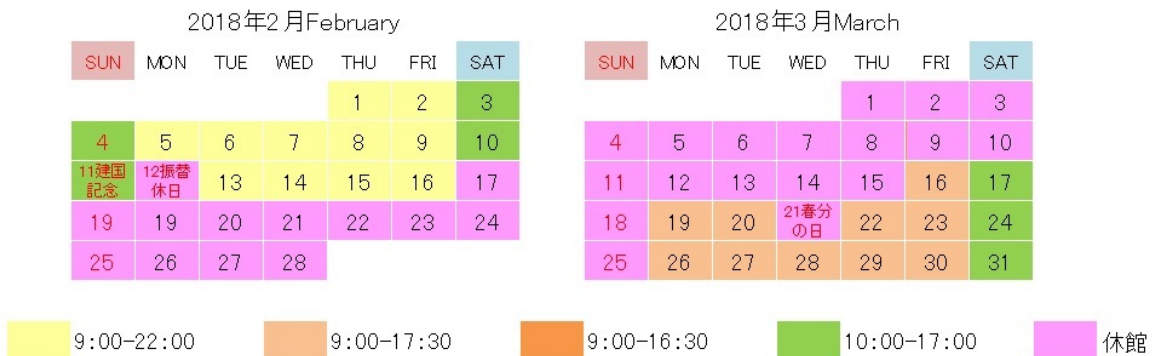 2018年2月February
SUN MON TUE WED THU FRI SAT
1 2 3
4 5 6 7 8 9 10
11建国記念 12振替休日 13 14 15 16 17
19 19 20 21 22 23 24
25 26 27 28
2018年3月March
SUN MON TUE WED THU FRI SAT
1 2 3
4 5 6 7 8 9 10
11 12 13 14 15 16 17
18 19 20 21春分の日 22 23 24
25 26 27 28 29 30 31
9:00-22:00 9:00-17:30 9:00-16:30 10:00-17:00 休館